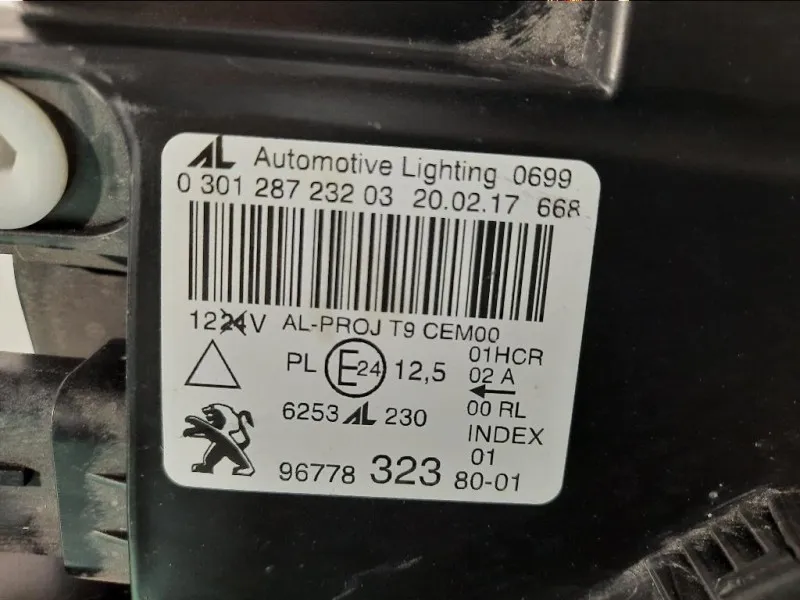 AL Automotive Lighting 0699
0 301 287 232 03 20.02.17 668
1224V AL-PROJ T9 CEM00
PL E24 12,5 01HCR
02 A
←
00 RL
6253 AL 230
INDEX
01
96778 323 80-01